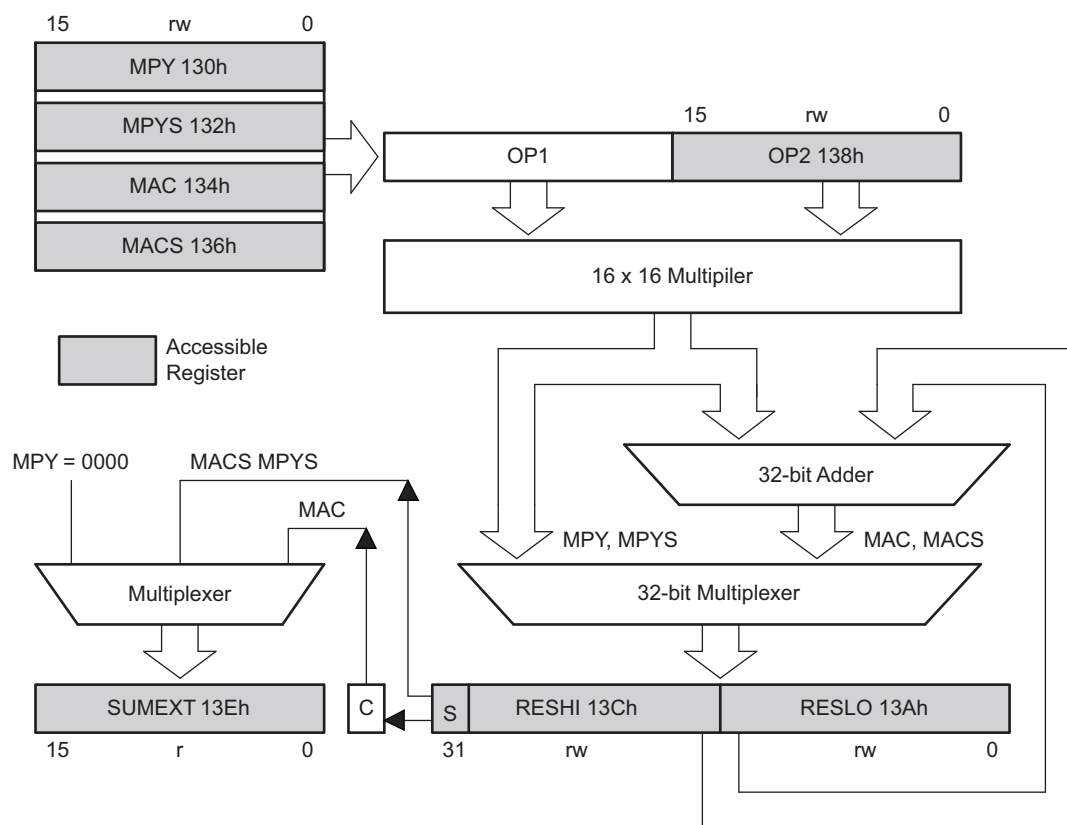 15 rw 0
MPY 130h
MPYS 132h
MAC 134h
MACS 136h
15 rw 0
OP1
OP2 138h
16 x 16 Multipiler
Accessible
Register
32-bit Adder
MPY = 0000
MACS MPYS
MAC
MPY, MPYS
MAC, MACS
Multiplexer
32-bit Multiplexer
SUMEXT 13Eh
C
S
RESHI 13Ch
RESLO 13Ah
15 r 0
31 rw
rw 0